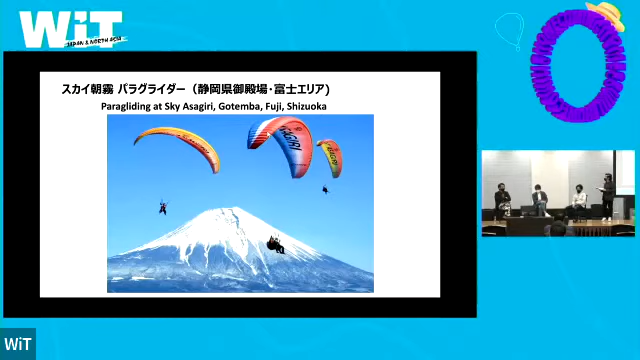 WiT
JAPAN & NORTH ASIA
スカイ朝霧 パラグライダー（静岡県御殿場・富士エリア)
Paragliding at Sky Asagiri, Gotemba, Fuji, Shizuoka
WiT